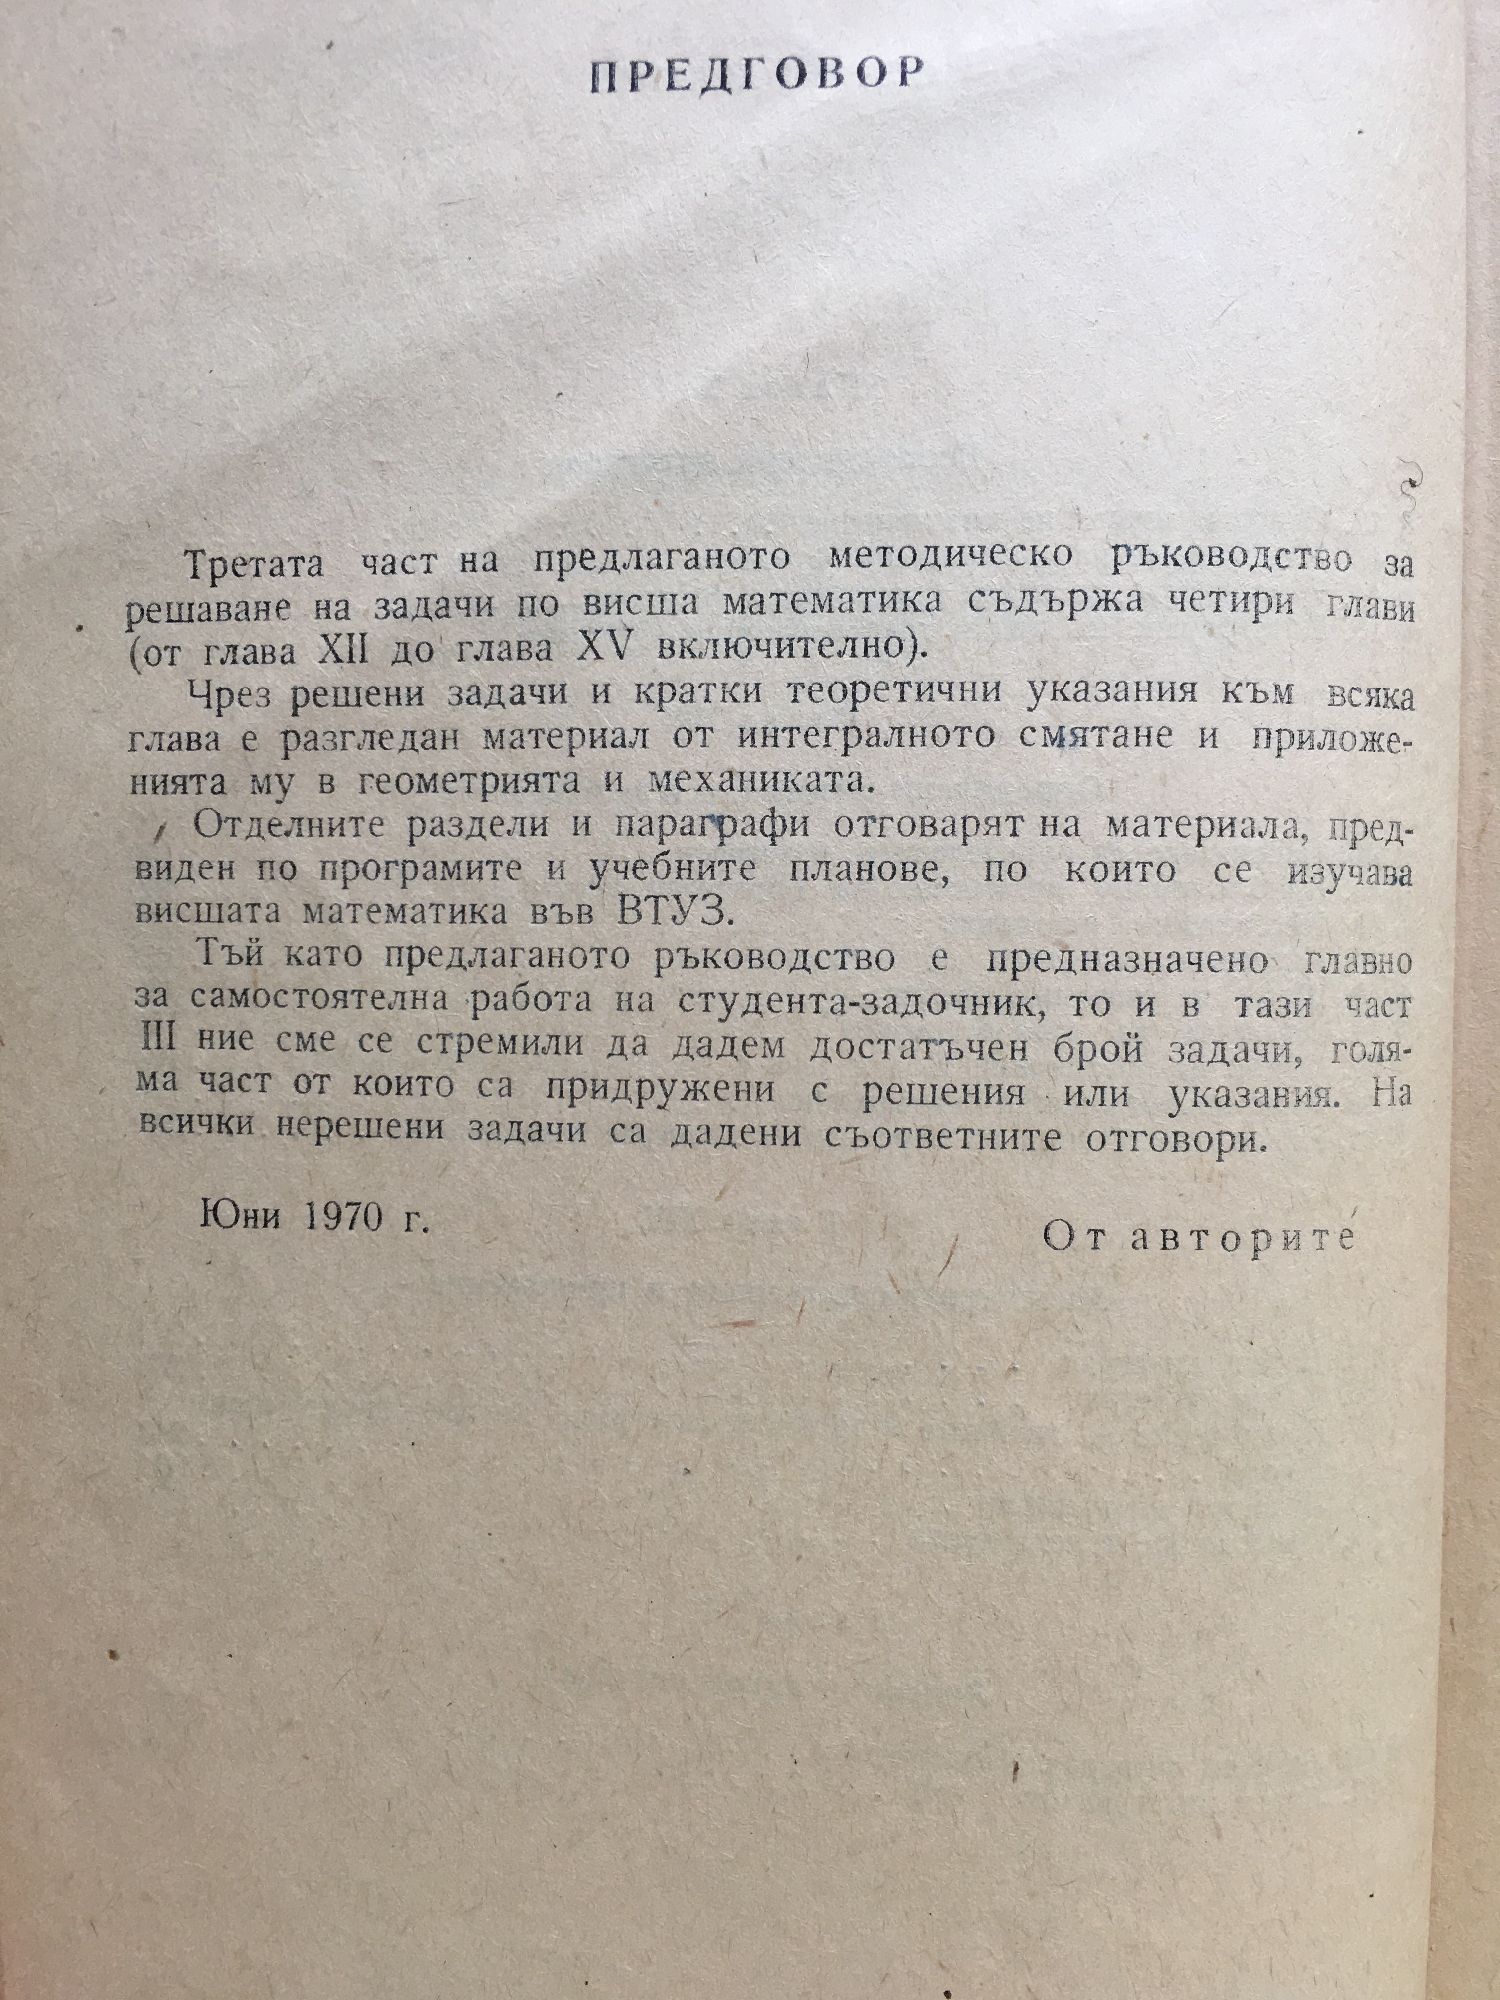 ПРЕДГОВОР
Третата част на предлаганото методическо ръководство за
решаване на задачи по висша математика съдържа четири глави
(от глава XII до глава XV включително).
Чрез решени задачи и кратки теоретични указания към всяка
глава е разгледан материал от интегралното смятане и приложе-
нията му в геометрията и механиката.
Отделните раздели и параграфи отговарят на материала, пред-
виден по програмите и учебните планове, по които се изучава
висшата математика във ВТУЗ.
Тъй като предлаганото ръководство е предназначено главно
за самостоятелна работа на студента-задочник, то и в тази част
III ние сме се стремили да дадем достатъчен брой задачи, голя-
ма част от които са придружени с решения или указания. На
всички нерешени задачи са дадени съответните отговори.
Юни 1970 г.
От авторите